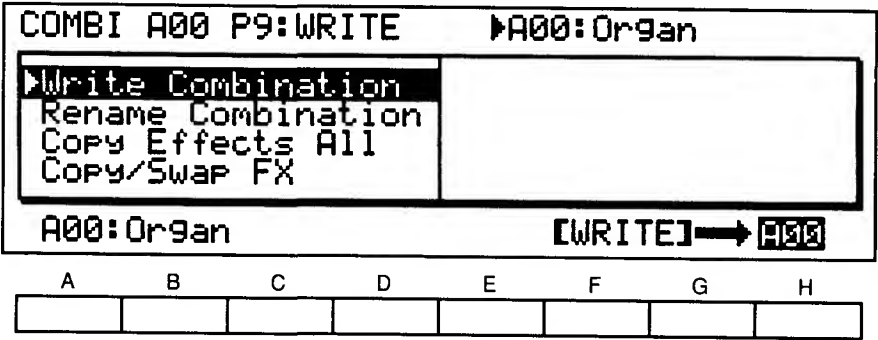 COMBI A00 P9:WRITE ▶A00:Organ
▶Write Combination
Rename Combination
Copy Effects All
Copy/Swap FX
A00:Organ [WRITE]→A00
A B C D E F G H